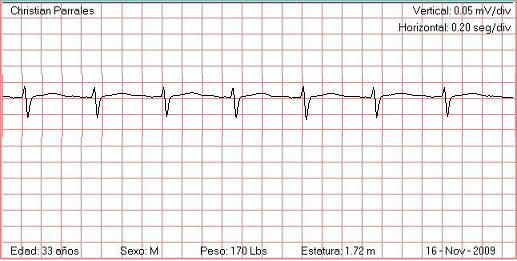 Christian Parrales
Vertical: 0.05 mV/div
Horizontal: 0.20 seg/div
Edad: 33 años Sexo: M Peso: 170 Lbs Estatura: 1.72 m 16 - Nov - 2009